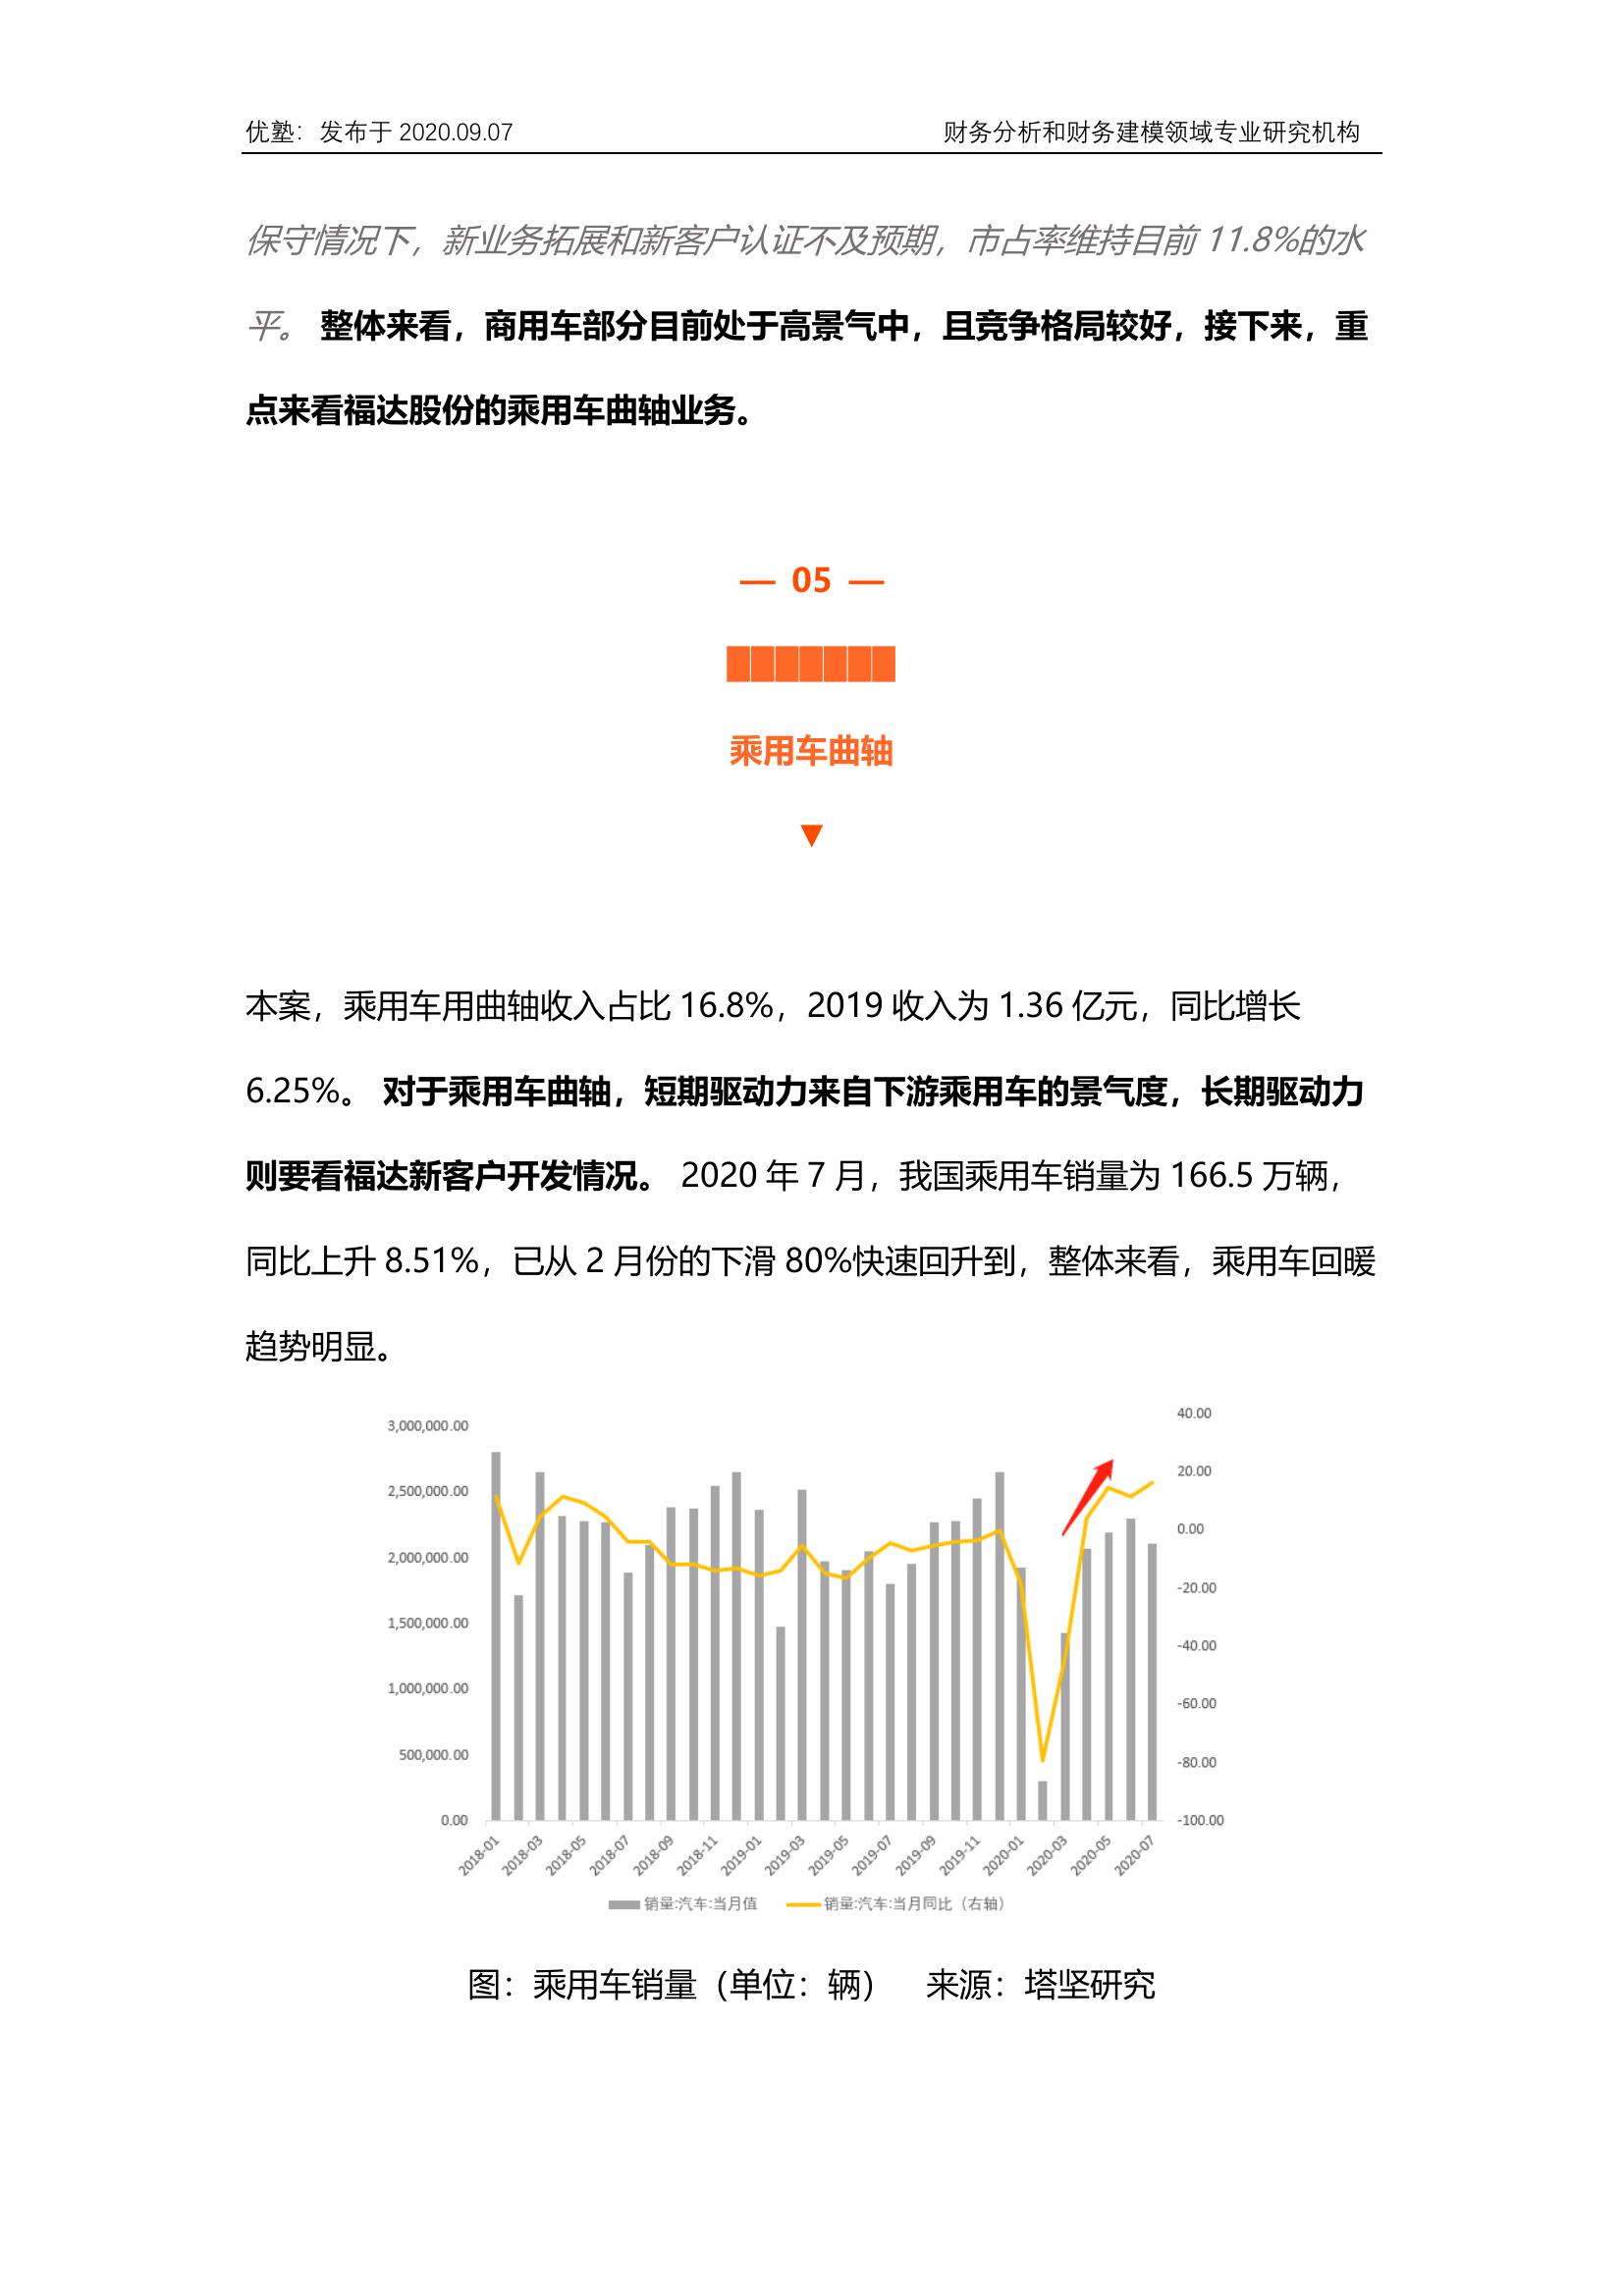 优塾：发布于 2020.09.07 财务分析和财务建模领域专业研究机构
保守情况下，新业务拓展和新客户认证不及预期，市占率维持目前 11.8%的水
平。 整体来看，商用车部分目前处于高景气中，且竞争格局较好，接下来，重
点来看福达股份的乘用车曲轴业务。
— 05 —
███████
乘用车曲轴
▼
本案，乘用车用曲轴收入占比 16.8%，2019 收入为 1.36 亿元，同比增长
6.25%。 对于乘用车曲轴，短期驱动力来自下游乘用车的景气度，长期驱动力
则要看福达新客户开发情况。 2020 年 7 月，我国乘用车销量为 166.5 万辆，
同比上升 8.51%，已从 2 月份的下滑 80%快速回升到，整体来看，乘用车回暖
趋势明显。
3,000,000.00
2,500,000.00
2,000,000.00
1,500,000.00
1,000,000.00
500,000.00
0.00
40.00
20.00
0.00
-20.00
-40.00
-60.00
-80.00
-100.00
2018-01 2018-03 2018-05 2018-07 2018-09 2018-11 2019-01 2019-03 2019-05 2019-07 2019-09 2019-11 2020-01 2020-03 2020-05 2020-07
销量:汽车:当月值 销量:汽车:当月同比（右轴）
图：乘用车销量（单位：辆） 来源：塔坚研究